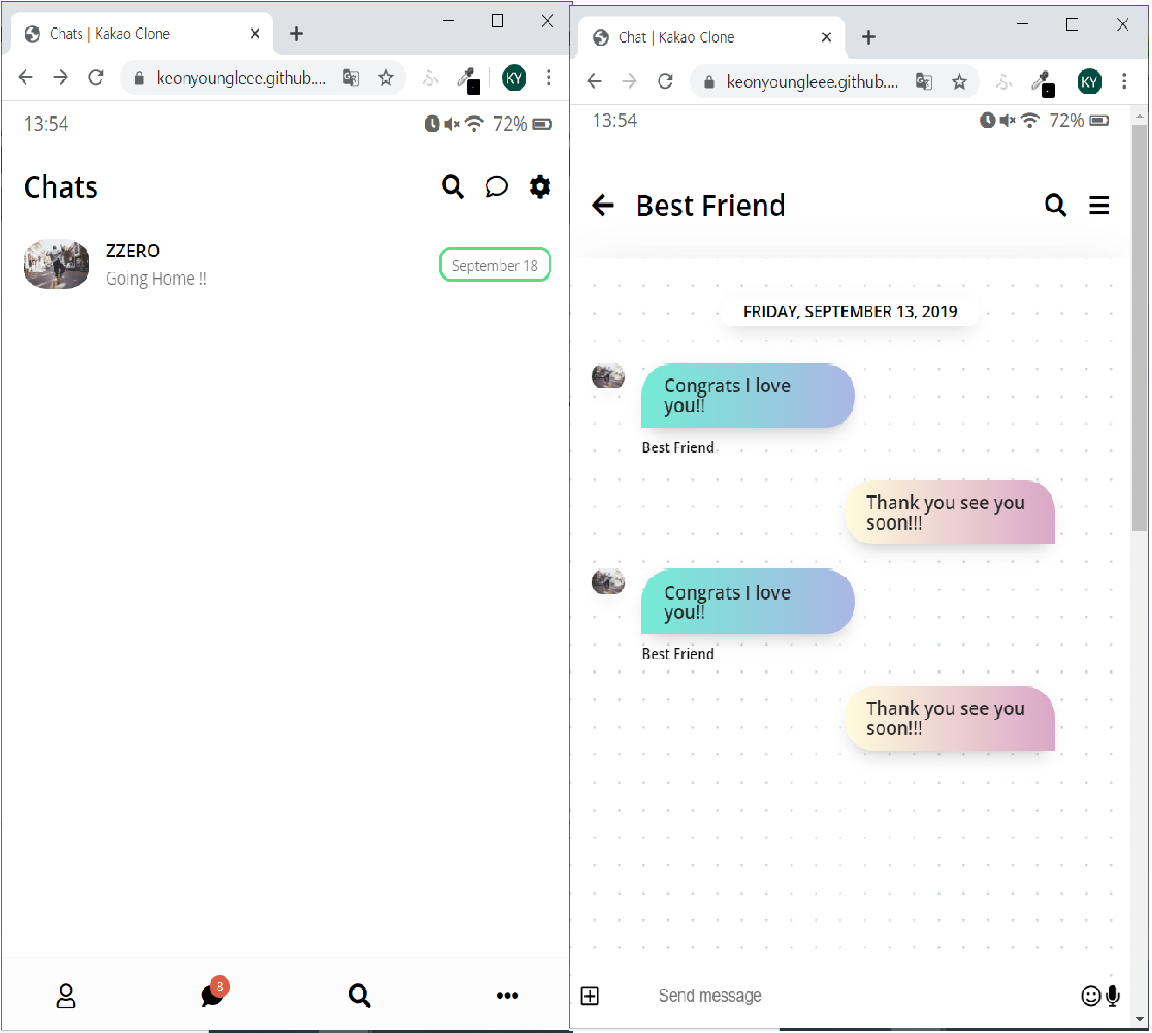 Chats | Kakao Clone
keonyoungleee.github....
KY
13:54
72%
Chats
ZZERO
Going Home !!
September 18
8
Chat | Kakao Clone
keonyoungleee.github....
KY
13:54
72%
Best Friend
FRIDAY, SEPTEMBER 13, 2019
Congrats I love
you!!
Best Friend
Thank you see you
soon!!!
Congrats I love
you!!
Best Friend
Thank you see you
soon!!!
Send message